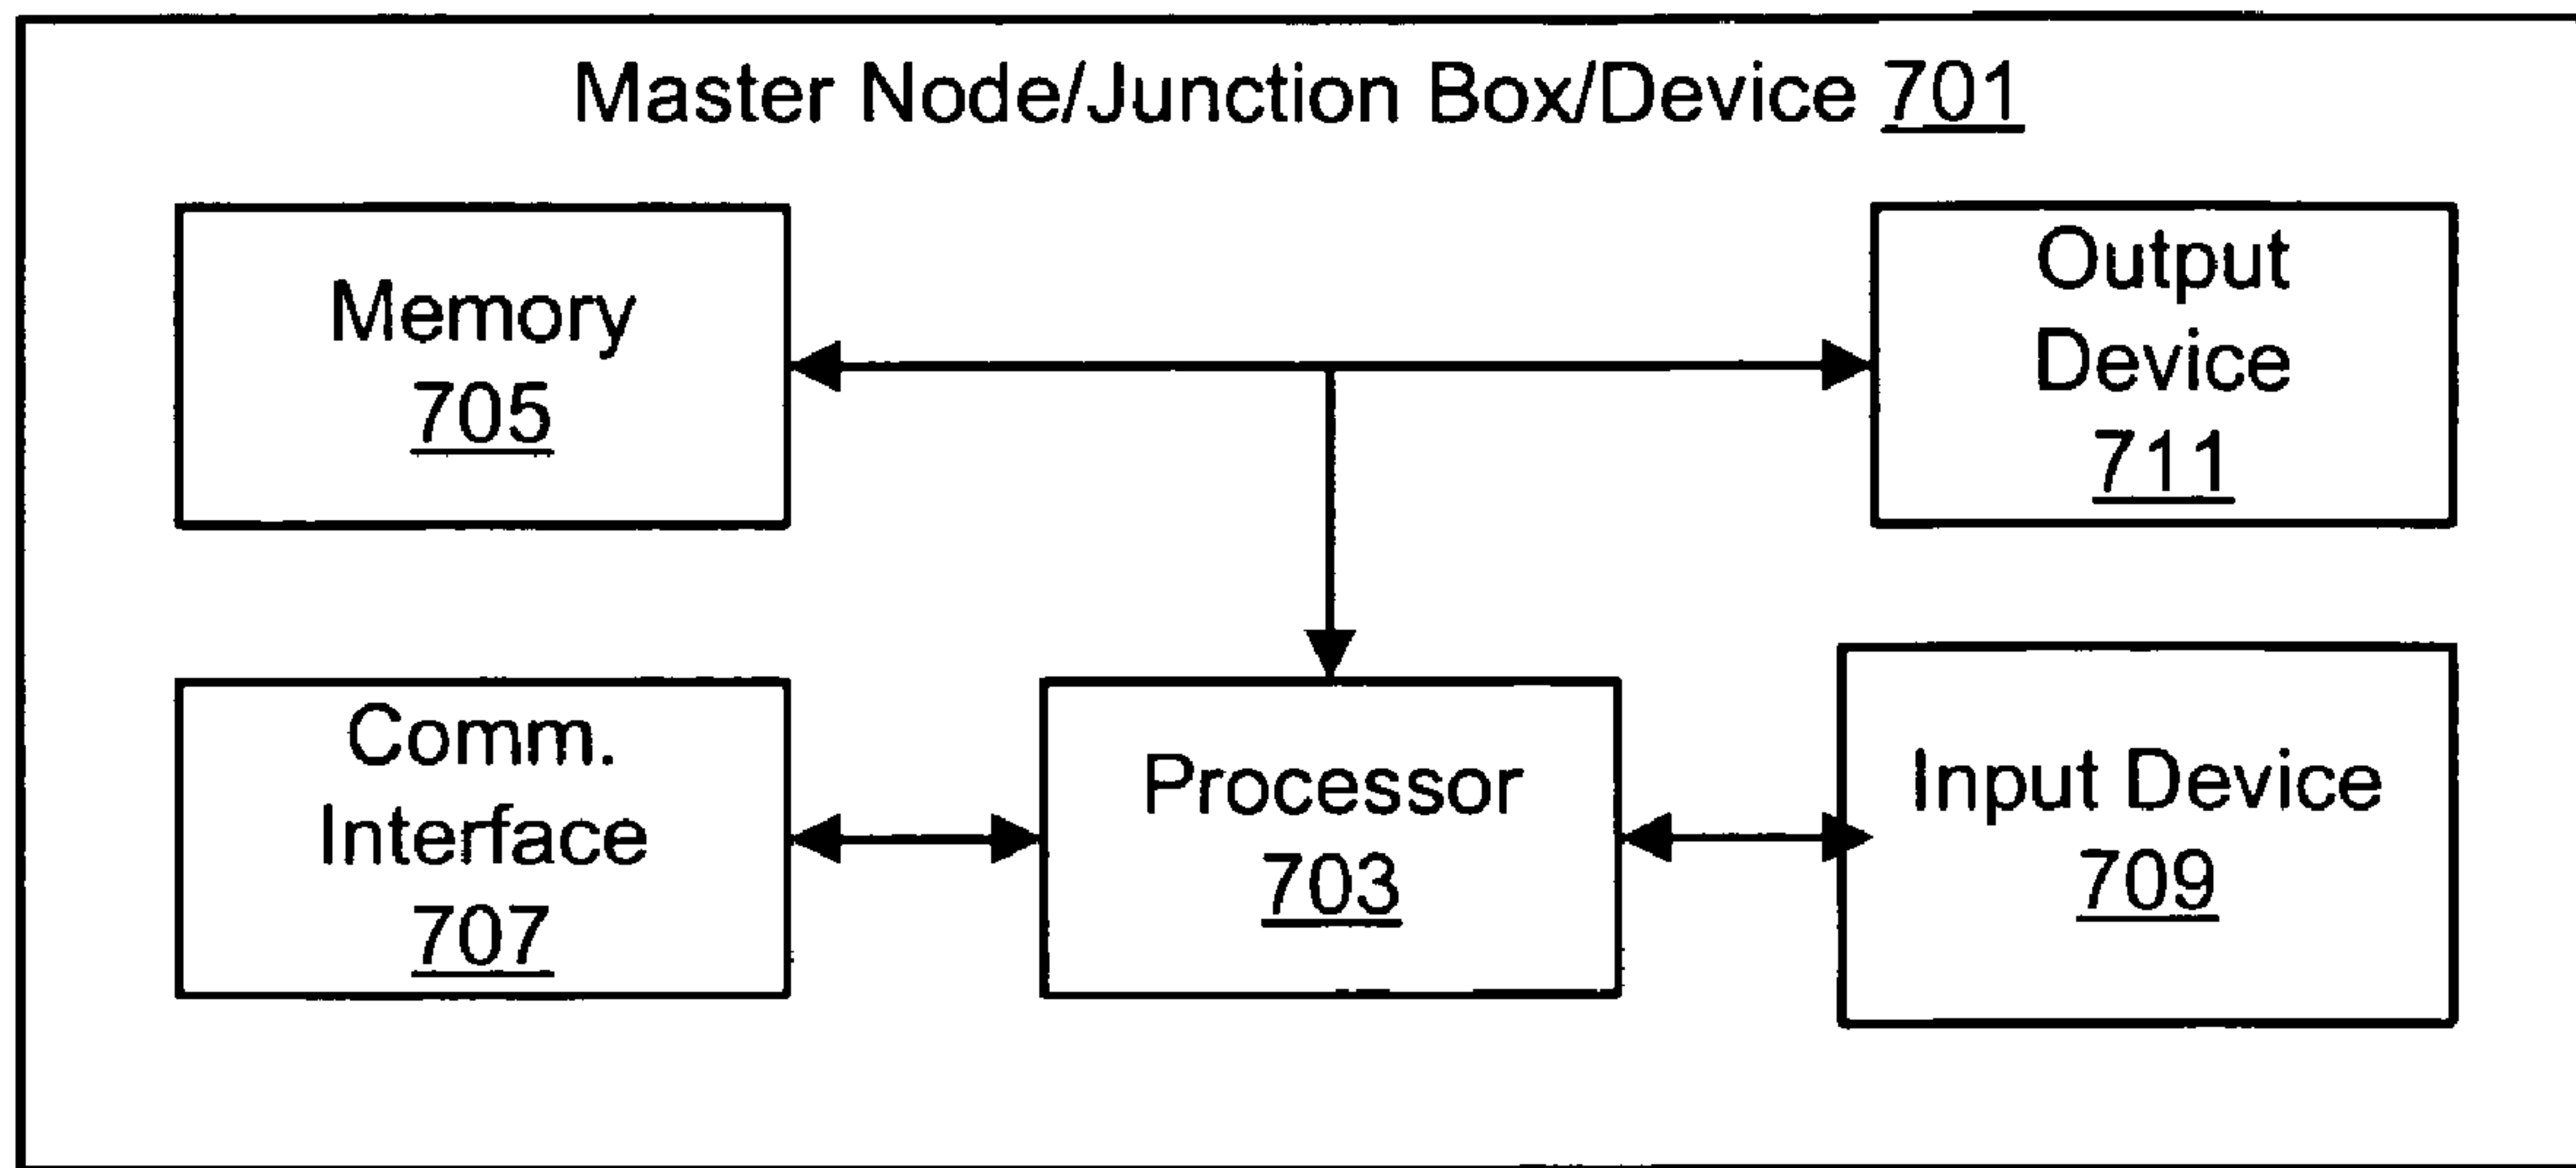 Master Node/Junction Box/Device 701
Memory
705
Output
Device
711
Comm.
Interface
707
Processor
703
Input Device
709